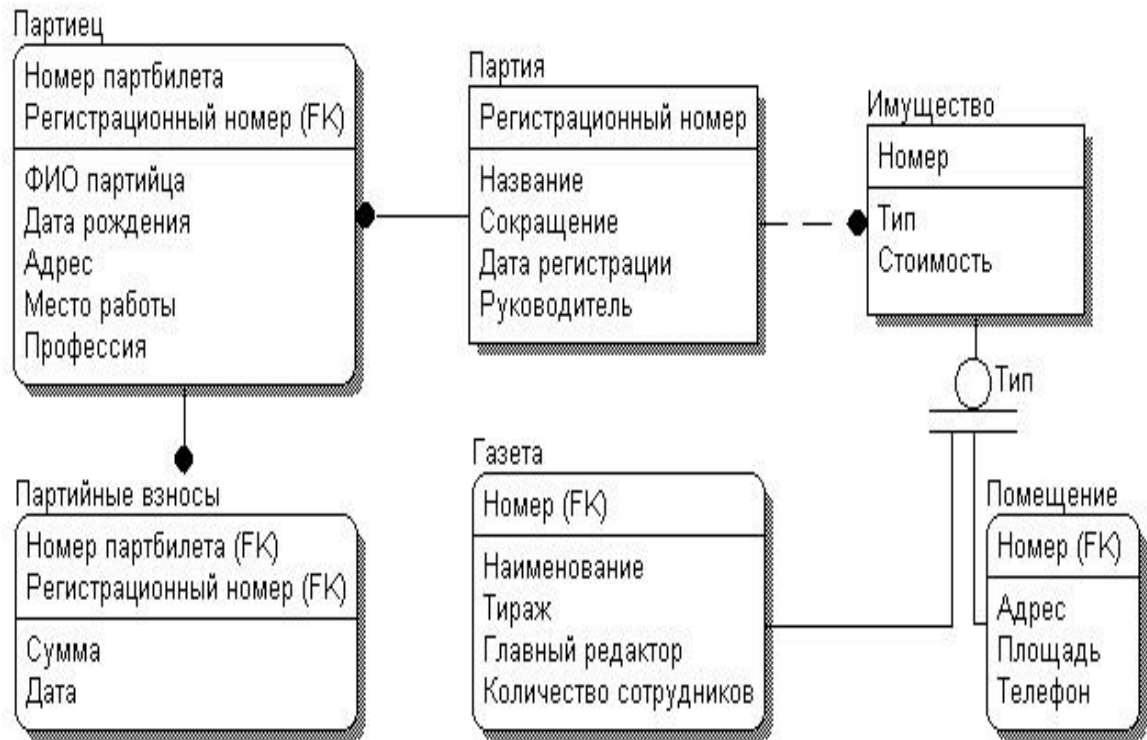 Партиец
Номер партбилета
Регистрационный номер (FK)
ФИО партийца
Дата рождения
Адрес
Место работы
Профессия
Партия
Регистрационный номер
Название
Сокращение
Дата регистрации
Руководитель
Имущество
Номер
Тип
Стоимость
Тип
Партийные взносы
Номер партбилета (FK)
Регистрационный номер (FK)
Сумма
Дата
Газета
Номер (FK)
Наименование
Тираж
Главный редактор
Количество сотрудников
Помещение
Номер (FK)
Адрес
Площадь
Телефон